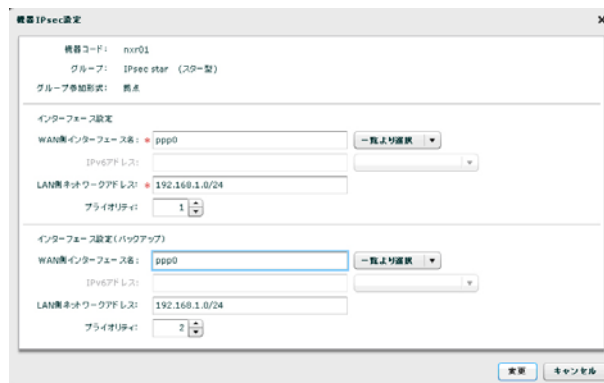 機器IPsec設定
機器コード: nxr01
グループ: IPsec star (スター型)
グループ参加形式: 拠点
インターフェース設定
WAN側インターフェース名: * ppp0 一覧より選択
IPv6アドレス:
LAN側ネットワークアドレス: * 192.168.1.0/24
プライオリティ: 1
インターフェース設定(バックアップ)
WAN側インターフェース名: ppp0 一覧より選択
IPv6アドレス:
LAN側ネットワークアドレス: 192.168.1.0/24
プライオリティ: 2
変更 キャンセル